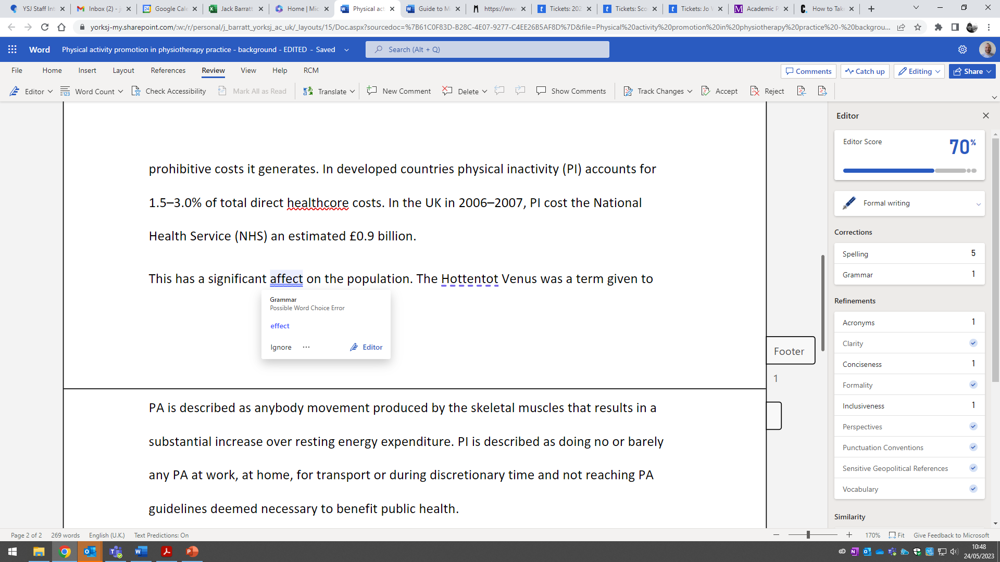 YSJ Staff Int
Inbox (2) - j
Google Cale
Jack Barratt
Home | Mic
Physical act
Guide to Mi
https://www
Tickets: 202
Tickets: Sco
Tickets: Jo W
Academic P
How to Take
yorksj-my.sharepoint.com/:w:/r/personal/j_barratt_yorksj_ac_uk/_layouts/15/Doc.aspx?sourcedoc=%7B61C0F83D-B28C-4E07-9277-C4EE26B5AF8D%7D&file=Physical%20activity%20promotion%20in%20physiotherapy%20practice%20-%20backgrou...
Word
Physical activity promotion in physiotherapy practice - background - EDITED - Saved
Search (Alt + Q)
File Home Insert Layout References Review View Help RCM
Comments Catch up Editing Share
Editor Word Count Check Accessibility Mark All as Read Translate New Comment Delete Show Comments Track Changes Accept Reject
prohibitive costs it generates. In developed countries physical inactivity (PI) accounts for
1.5–3.0% of total direct healthcore costs. In the UK in 2006–2007, PI cost the National
Health Service (NHS) an estimated £0.9 billion.
This has a significant affect on the population. The Hottentot Venus was a term given to
Grammar
Possible Word Choice Error
effect
Ignore ... Editor
Footer
1
PA is described as anybody movement produced by the skeletal muscles that results in a
substantial increase over resting energy expenditure. PI is described as doing no or barely
any PA at work, at home, for transport or during discretionary time and not reaching PA
guidelines deemed necessary to benefit public health.
Editor
Editor Score
70%
Formal writing
Corrections
Spelling 5
Grammar 1
Refinements
Acronyms 1
Clarity
Conciseness 1
Formality
Inclusiveness 1
Perspectives
Punctuation Conventions
Sensitive Geopolitical References
Vocabulary
Similarity
Page 2 of 2 269 words English (U.K.) Text Predictions: On
170% Fit Give Feedback to Microsoft
10:48
24/05/2023